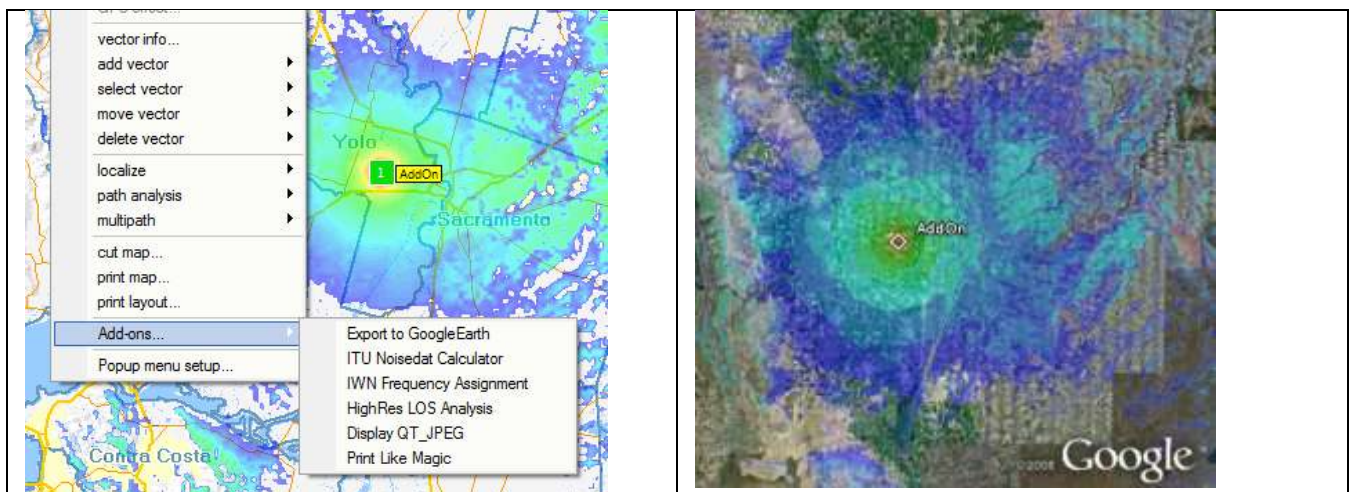 vector info...
add vector
select vector
move vector
delete vector
localize
path analysis
multipath
cut map...
print map...
print layout...
Add-ons...
Popup menu setup...
Export to GoogleEarth
ITU Noisedat Calculator
IWN Frequency Assignment
HighRes LOS Analysis
Display QT_JPEG
Print Like Magic
Yolo
1 AddOn
Sacramento
Contra Costa
AddOn
©2008 Google